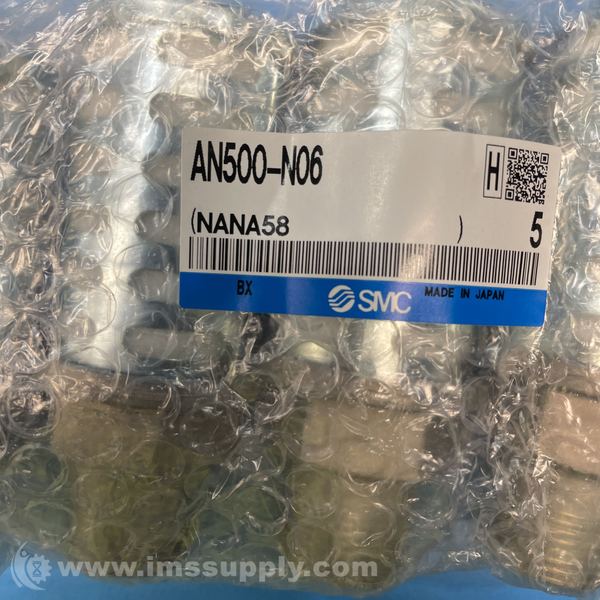 AN500-N06
H
(NANA58 )
5
BX
SMC
MADE IN JAPAN
www.imssupply.com